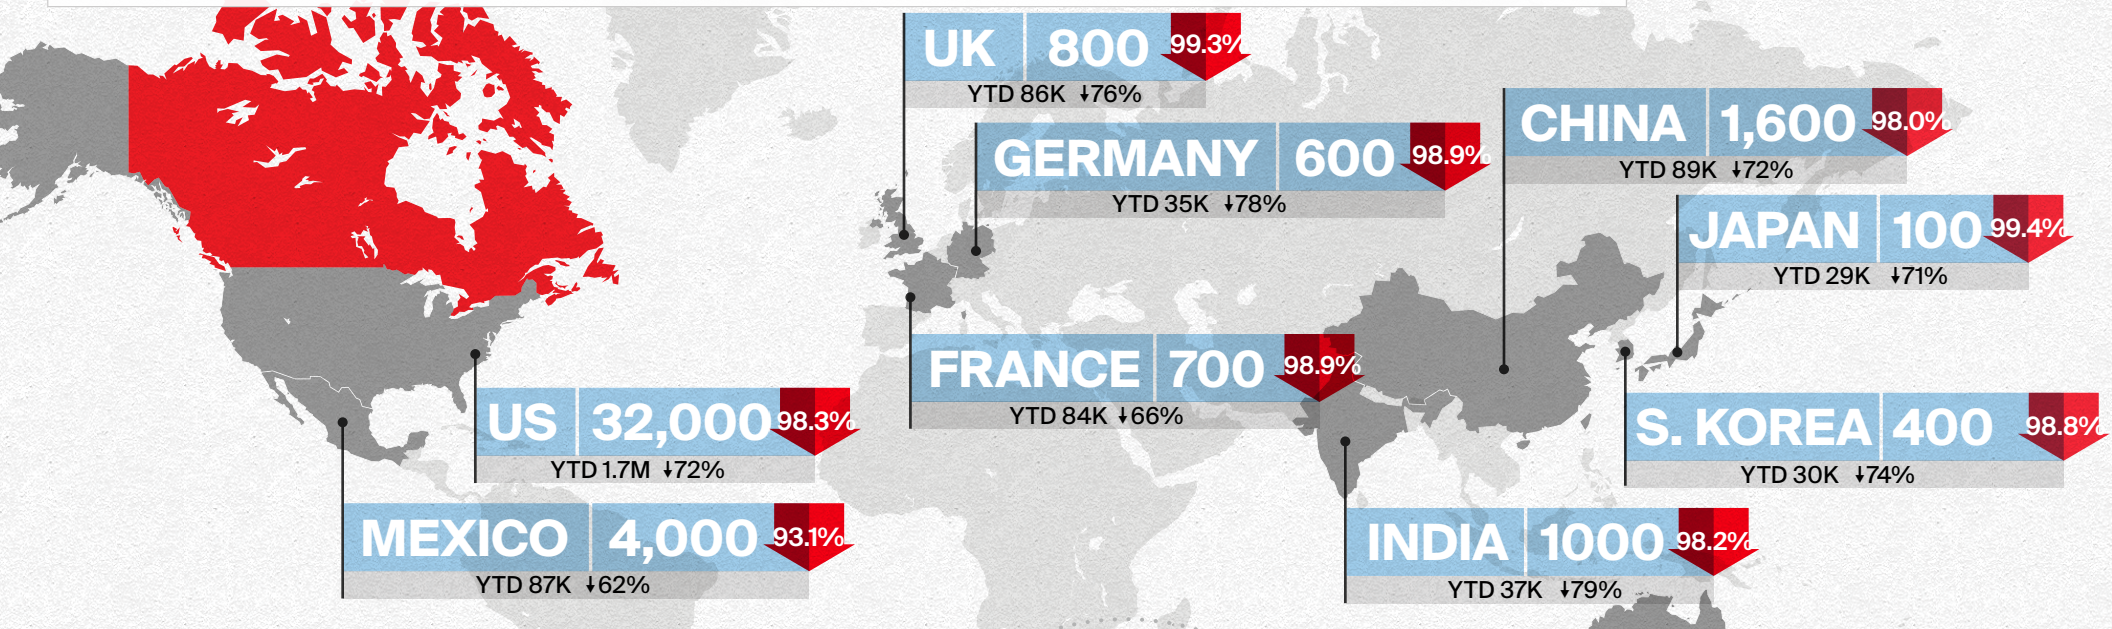 UK 800 99.3%
YTD 86K ↓76%
GERMANY 600 98.9%
YTD 35K ↓78%
CHINA 1,600 98.0%
YTD 89K ↓72%
JAPAN 100 99.4%
YTD 29K ↓71%
FRANCE 700 98.9%
YTD 84K ↓66%
US 32,000 98.3%
YTD 1.7M ↓72%
S. KOREA 400 98.8%
YTD 30K ↓74%
MEXICO 4,000 93.1%
YTD 87K ↓62%
INDIA 1000 98.2%
YTD 37K ↓79%